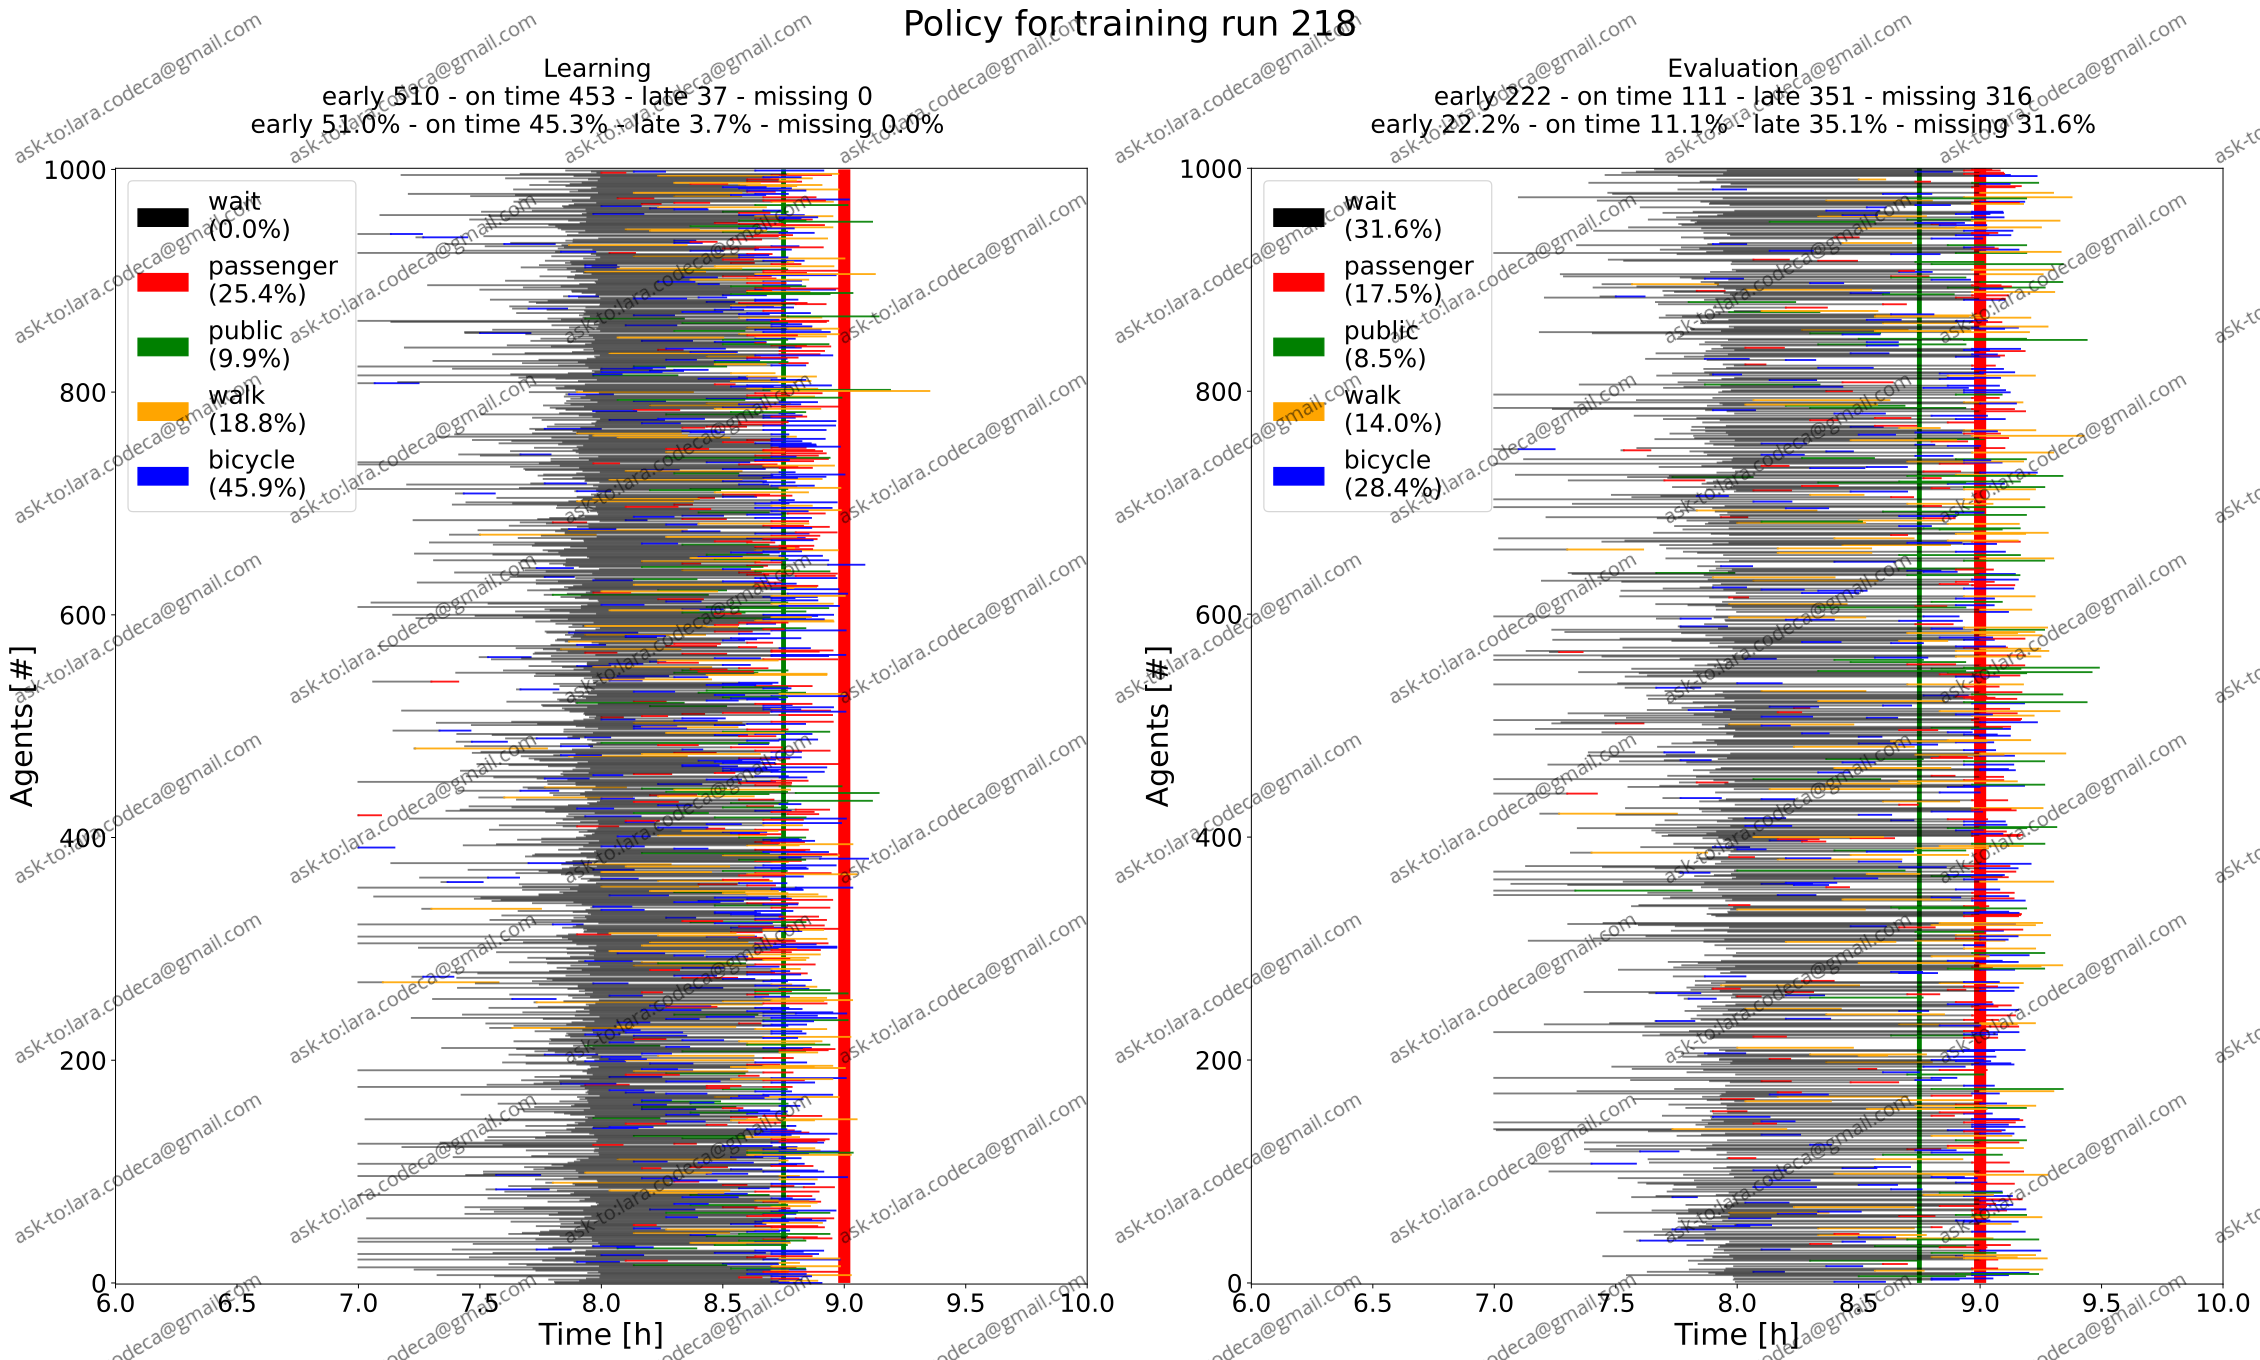 Policy for training run 218
Learning
early 510 - on time 453 - late 37 - missing 0
early 51.0% - on time 45.3% - late 3.7% - missing 0.0%
Evaluation
early 222 - on time 111 - late 351 - missing 316
early 22.2% - on time 11.1% - late 35.1% - missing 31.6%
wait
(0.0%)
passenger
(25.4%)
public
(9.9%)
walk
(18.8%)
bicycle
(45.9%)
1000
800
600
400
200
0
Agents [#]
6.0 6.5 7.0 7.5 8.0 8.5 9.0 9.5 10.0
Time [h]
wait
(31.6%)
passenger
(17.5%)
public
(8.5%)
walk
(14.0%)
bicycle
(28.4%)
1000
800
600
400
200
0
Agents [#]
6.0 6.5 7.0 7.5 8.0 8.5 9.0 9.5 10.0
Time [h]
ask-to:lara.codeca@gmail.com